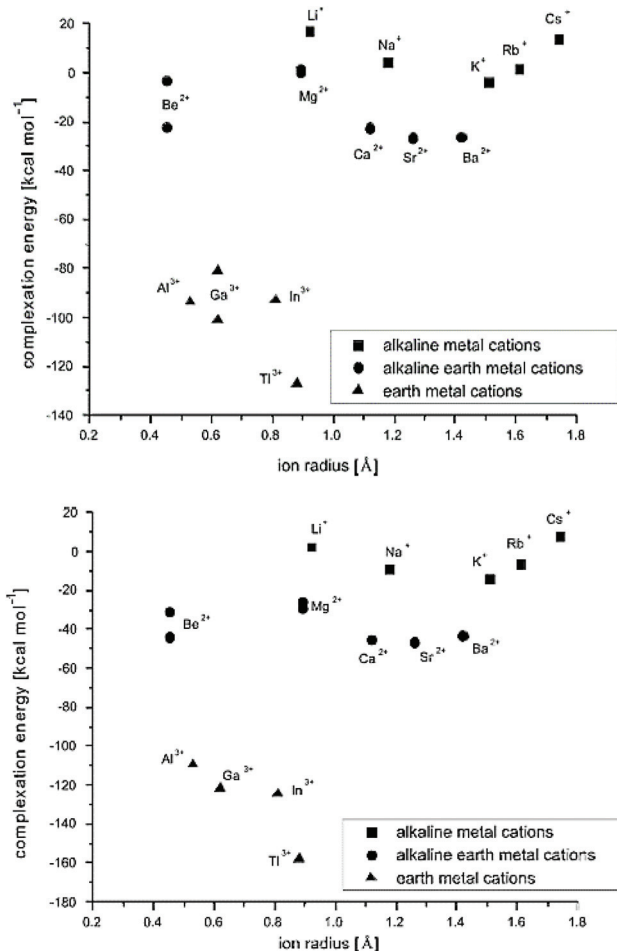 20
0
-20
-40
-60
-80
-100
-120
-140
0.2 0.4 0.6 0.8 1.0 1.2 1.4 1.6 1.8
complexation energy [kcal mol⁻¹]
ion radius [Å]
Li⁺
Na⁺
K⁺
Rb⁺
Cs⁺
Be²⁺
Mg²⁺
Ca²⁺
Sr²⁺
Ba²⁺
Al³⁺
Ga³⁺
In³⁺
Tl³⁺
alkaline metal cations
alkaline earth metal cations
earth metal cations
20
0
-20
-40
-60
-80
-100
-120
-140
-160
-180
0.2 0.4 0.6 0.8 1.0 1.2 1.4 1.6 1.8
complexation energy [kcal mol⁻¹]
ion radius [Å]
Li⁺
Na⁺
K⁺
Rb⁺
Cs⁺
Be²⁺
Mg²⁺
Ca²⁺
Sr²⁺
Ba²⁺
Al³⁺
Ga³⁺
In³⁺
Tl³⁺
alkaline metal cations
alkaline earth metal cations
earth metal cations